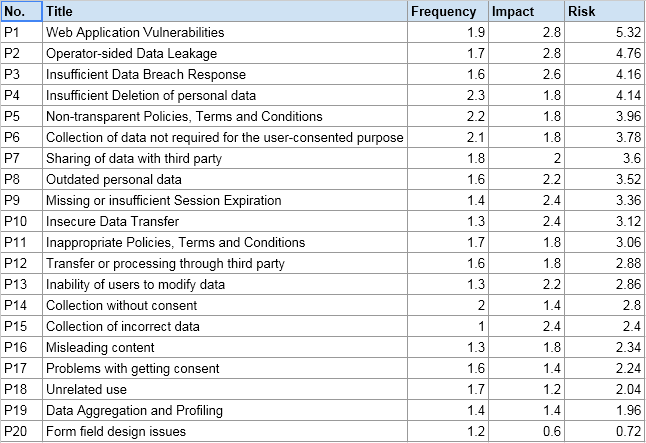 No. Title Frequency Impact Risk
P1 Web Application Vulnerabilities 1.9 2.8 5.32
P2 Operator-sided Data Leakage 1.7 2.8 4.76
P3 Insufficient Data Breach Response 1.6 2.6 4.16
P4 Insufficient Deletion of personal data 2.3 1.8 4.14
P5 Non-transparent Policies, Terms and Conditions 2.2 1.8 3.96
P6 Collection of data not required for the user-consented purpose 2.1 1.8 3.78
P7 Sharing of data with third party 1.8 2 3.6
P8 Outdated personal data 1.6 2.2 3.52
P9 Missing or insufficient Session Expiration 1.4 2.4 3.36
P10 Insecure Data Transfer 1.3 2.4 3.12
P11 Inappropriate Policies, Terms and Conditions 1.7 1.8 3.06
P12 Transfer or processing through third party 1.6 1.8 2.88
P13 Inability of users to modify data 1.3 2.2 2.86
P14 Collection without consent 2 1.4 2.8
P15 Collection of incorrect data 1 2.4 2.4
P16 Misleading content 1.3 1.8 2.34
P17 Problems with getting consent 1.6 1.4 2.24
P18 Unrelated use 1.7 1.2 2.04
P19 Data Aggregation and Profiling 1.4 1.4 1.96
P20 Form field design issues 1.2 0.6 0.72